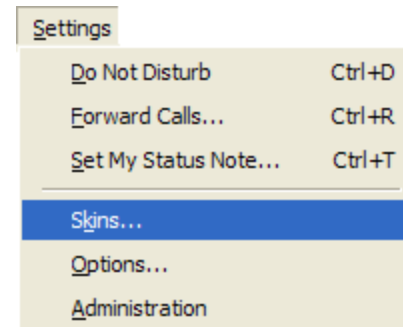 Settings
Do Not Disturb Ctrl+D
Forward Calls... Ctrl+R
Set My Status Note... Ctrl+T
Skins...
Options...
Administration